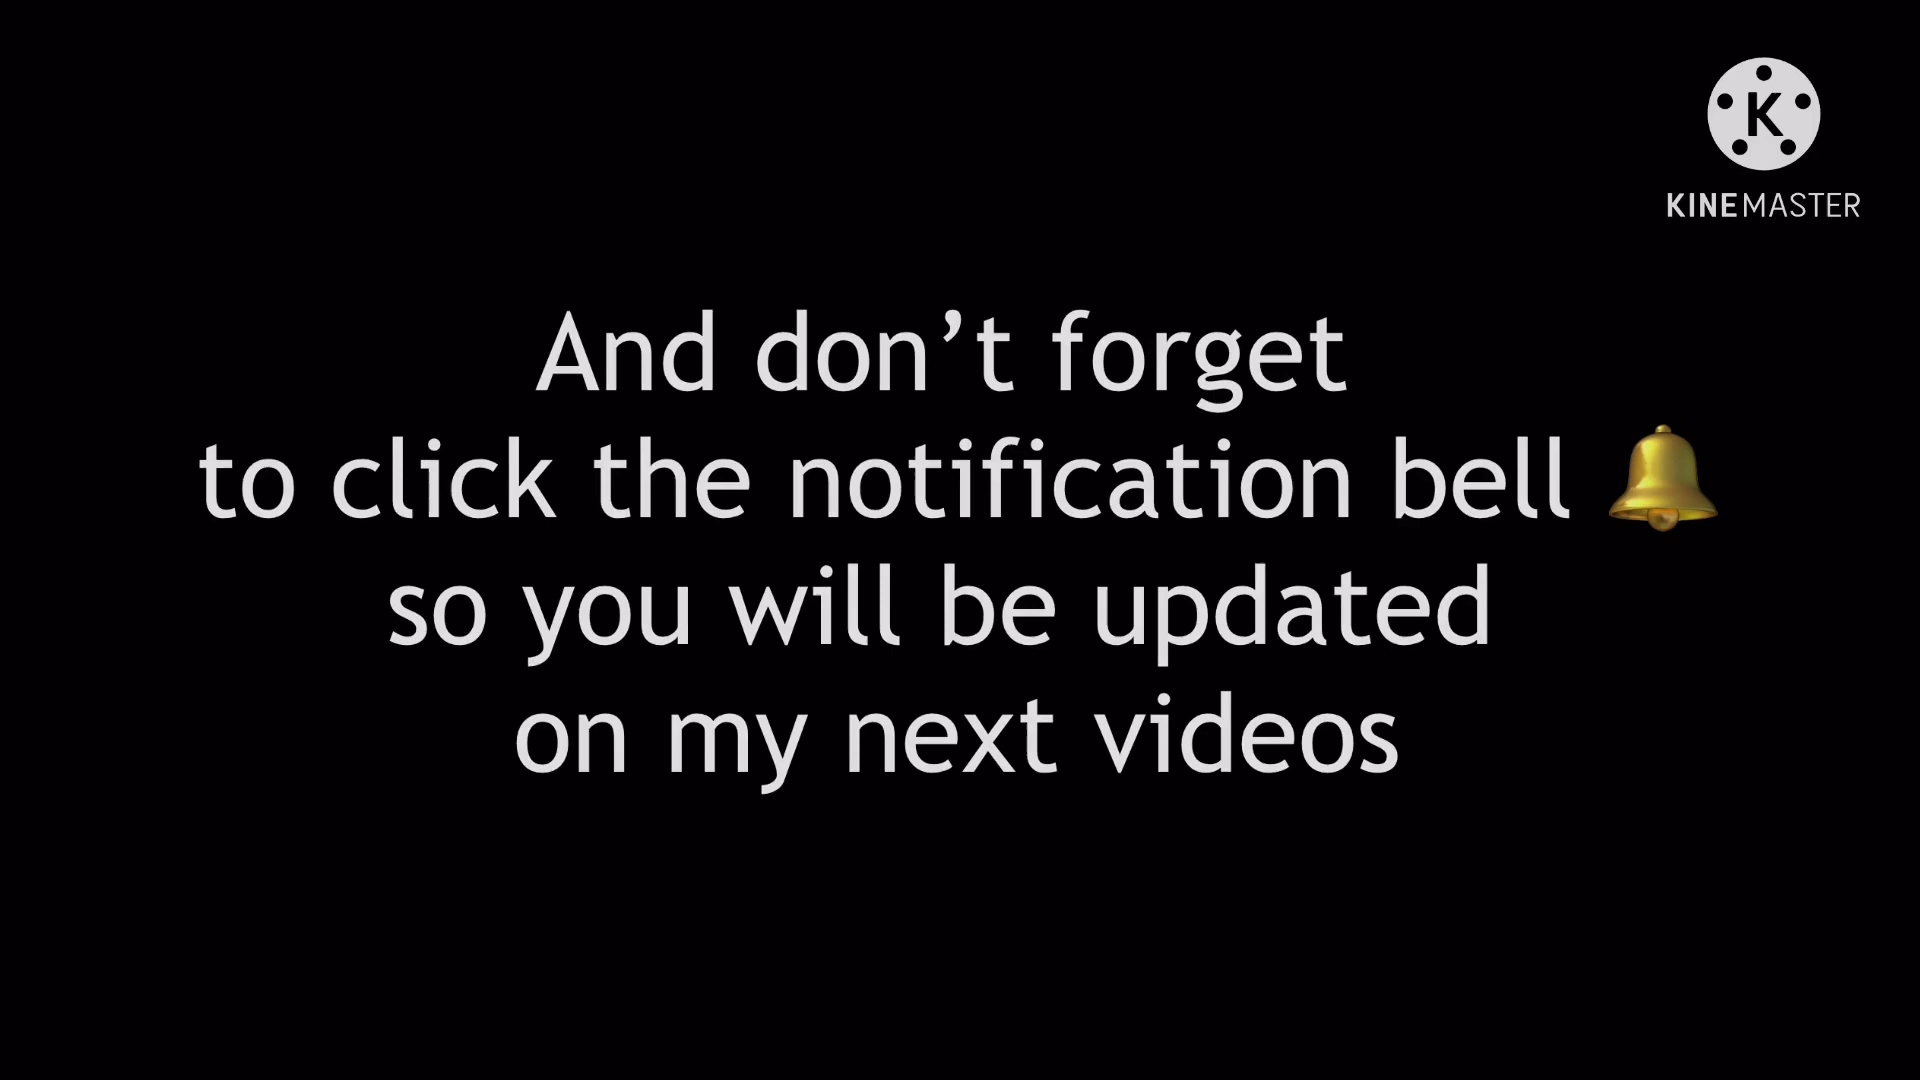 K
KINEMASTER
And don’t forget
to click the notification bell 🔔
so you will be updated
on my next videos